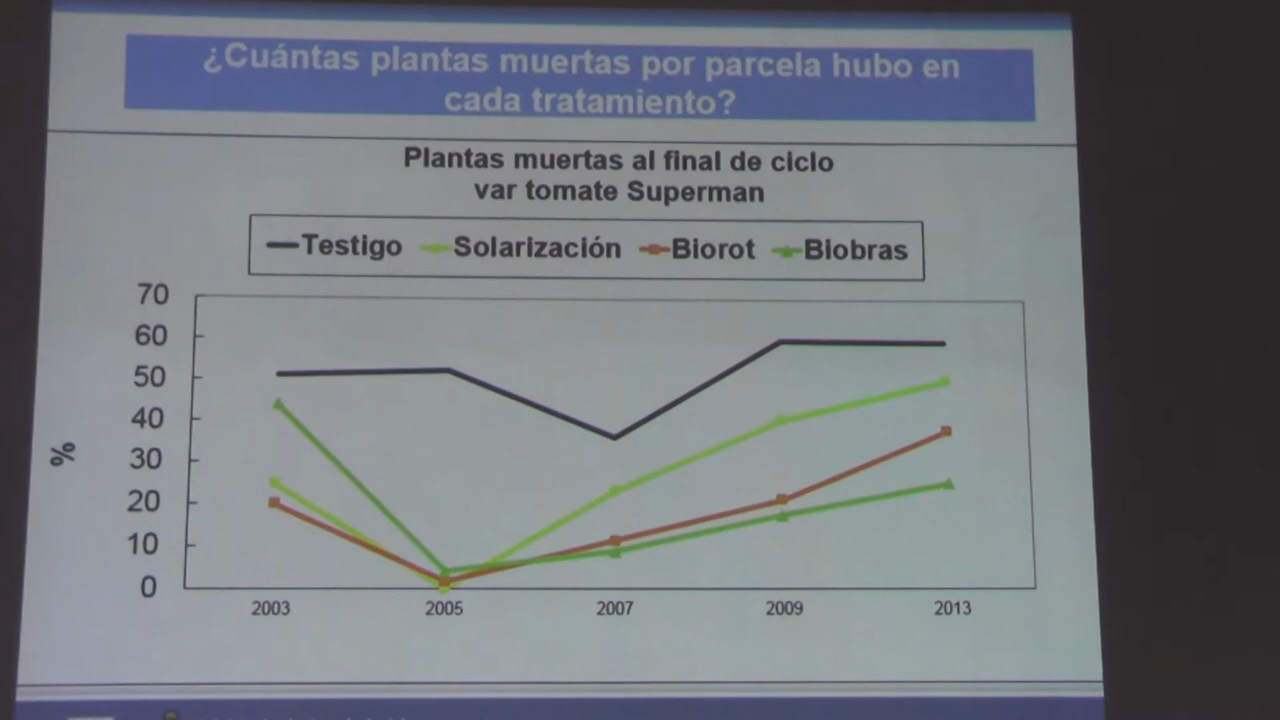 ¿Cuántas plantas muertas por parcela hubo en
cada tratamiento?
Plantas muertas al final de ciclo
var tomate Superman
Testigo Solarización Biorot Biobras
70
60
50
40
30
20
10
0
%
2003 2005 2007 2009 2013